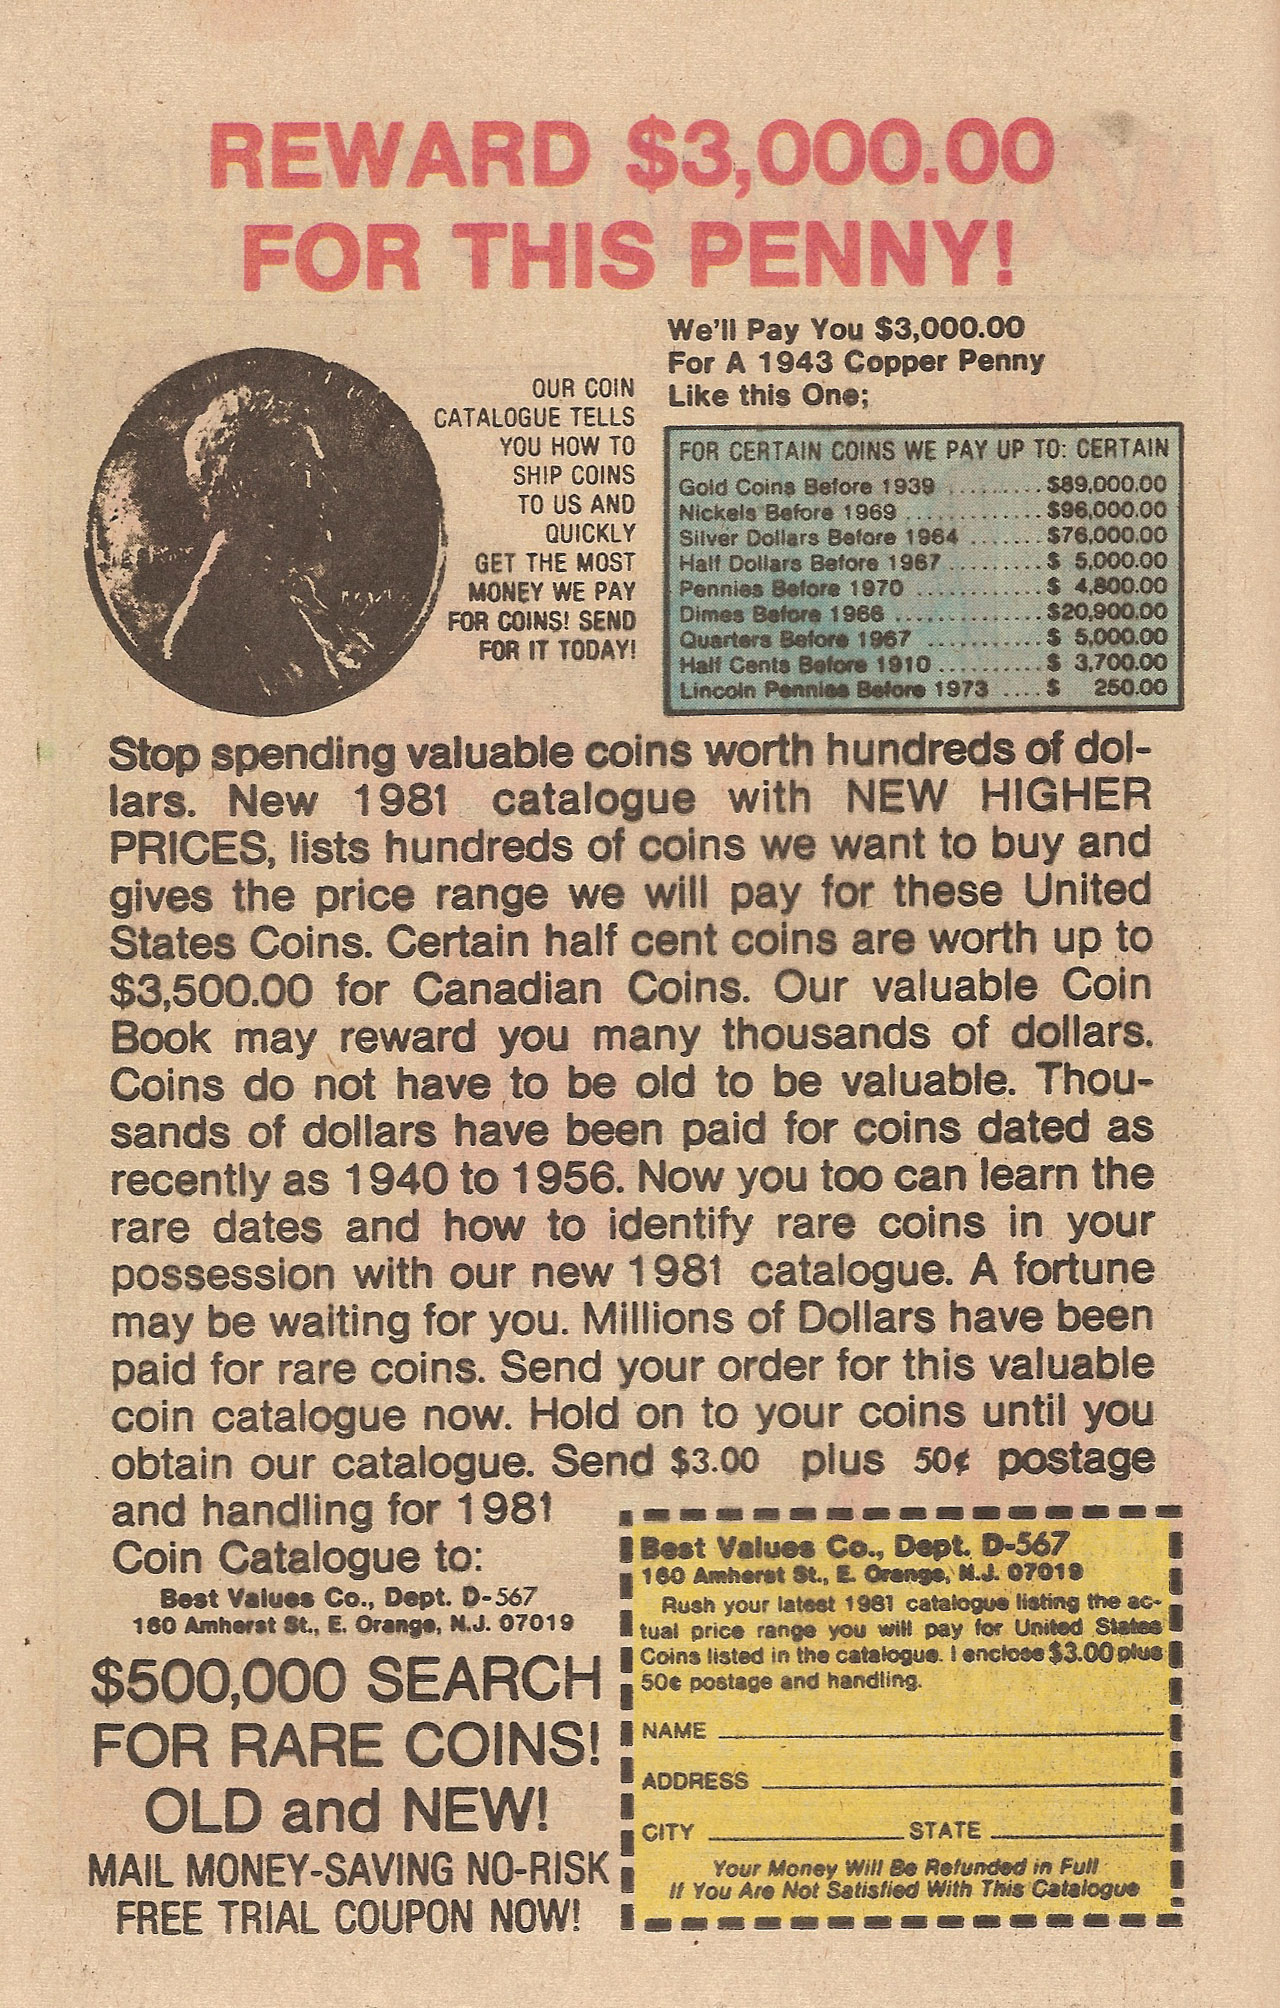 REWARD $3,000.00
FOR THIS PENNY!
We'll Pay You $3,000.00
For A 1943 Copper Penny
Like this One;
OUR COIN
CATALOGUE TELLS
YOU HOW TO
SHIP COINS
TO US AND
QUICKLY
GET THE MOST
MONEY WE PAY
FOR COINS! SEND
FOR IT TODAY!
FOR CERTAIN COINS WE PAY UP TO: CERTAIN
Gold Coins Before 1939 ......... $89,000.00
Nickels Before 1969 ............. $96,000.00
Silver Dollars Before 1964 ....... $76,000.00
Half Dollars Before 1967 ......... $ 5,000.00
Pennies Before 1970 ............ $ 4,800.00
Dimes Before 1966 .............. $20,900.00
Quarters Before 1967 ........... $ 5,000.00
Half Cents Before 1910 .......... $ 3,700.00
Lincoln Pennies Before 1973 .... $ 250.00
Stop spending valuable coins worth hundreds of dol-
lars. New 1981 catalogue with NEW HIGHER
PRICES, lists hundreds of coins we want to buy and
gives the price range we will pay for these United
States Coins. Certain half cent coins are worth up to
$3,500.00 for Canadian Coins. Our valuable Coin
Book may reward you many thousands of dollars.
Coins do not have to be old to be valuable. Thou-
sands of dollars have been paid for coins dated as
recently as 1940 to 1956. Now you too can learn the
rare dates and how to identify rare coins in your
possession with our new 1981 catalogue. A fortune
may be waiting for you. Millions of Dollars have been
paid for rare coins. Send your order for this valuable
coin catalogue now. Hold on to your coins until you
obtain our catalogue. Send $3.00 plus 50¢ postage
and handling for 1981
Coin Catalogue to:
Best Values Co., Dept. D-567
160 Amherst St., E. Orange, N.J. 07019
$500,000 SEARCH
FOR RARE COINS!
OLD and NEW!
MAIL MONEY-SAVING NO-RISK
FREE TRIAL COUPON NOW!
Best Values Co., Dept. D-567
160 Amherst St., E. Orange, N.J. 07019
Rush your latest 1981 catalogue listing the ac-
tual price range you will pay for United States
Coins listed in the catalogue. I enclose $3.00 plus
50¢ postage and handling.
NAME
ADDRESS
CITY STATE
Your Money Will Be Refunded in Full
If You Are Not Satisfied With This Catalogue